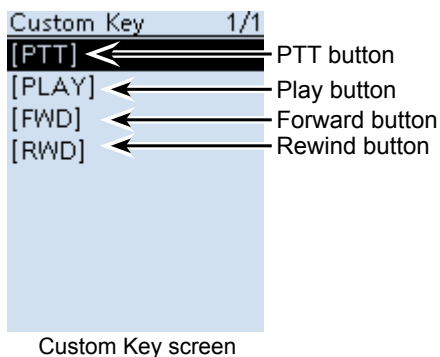 Custom Key 1/1
[PTT] PTT button
[PLAY] Play button
[FWD] Forward button
[RWD] Rewind button
Custom Key screen